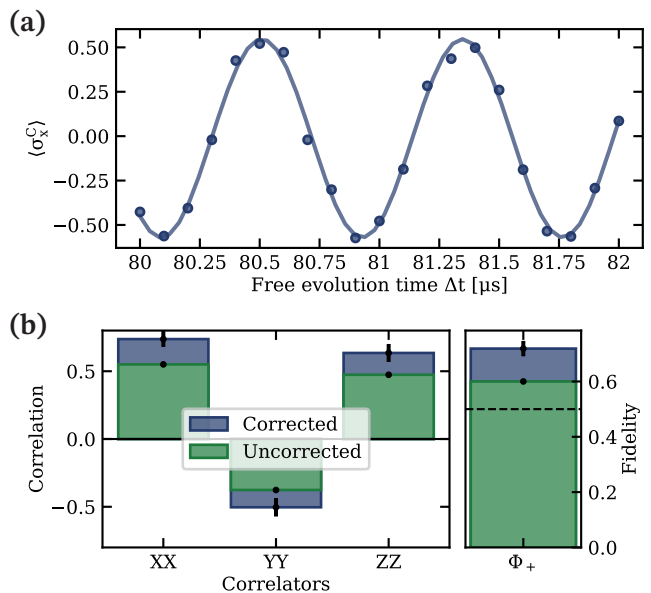 (a)
0.50
0.25
0.00
−0.25
−0.50
⟨σₓᶜ⟩
80 80.25 80.5 80.75 81 81.25 81.5 81.75 82
Free evolution time Δt [μs]
(b)
0.5
0.0
−0.5
Correlation
Corrected
Uncorrected
XX YY ZZ
Correlators
0.6
0.4
0.2
0.0
Fidelity
Φ₊